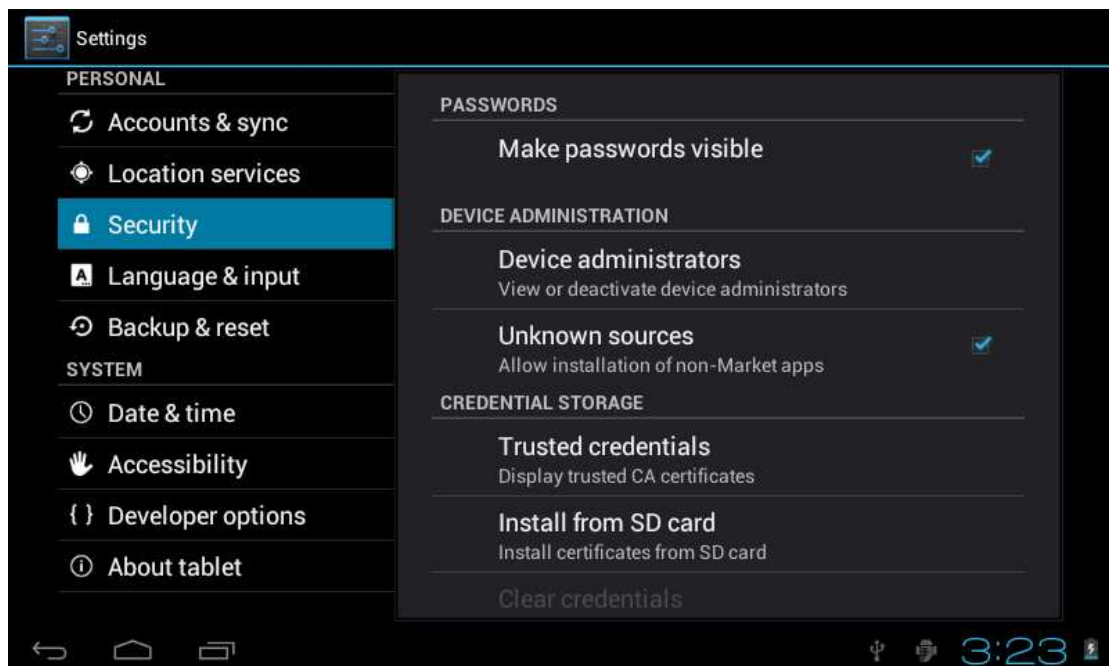 Settings
PERSONAL
Accounts & sync
Location services
Security
Language & input
Backup & reset
SYSTEM
Date & time
Accessibility
{ } Developer options
About tablet
PASSWORDS
Make passwords visible
DEVICE ADMINISTRATION
Device administrators
View or deactivate device administrators
Unknown sources
Allow installation of non-Market apps
CREDENTIAL STORAGE
Trusted credentials
Display trusted CA certificates
Install from SD card
Install certificates from SD card
Clear credentials
3:23